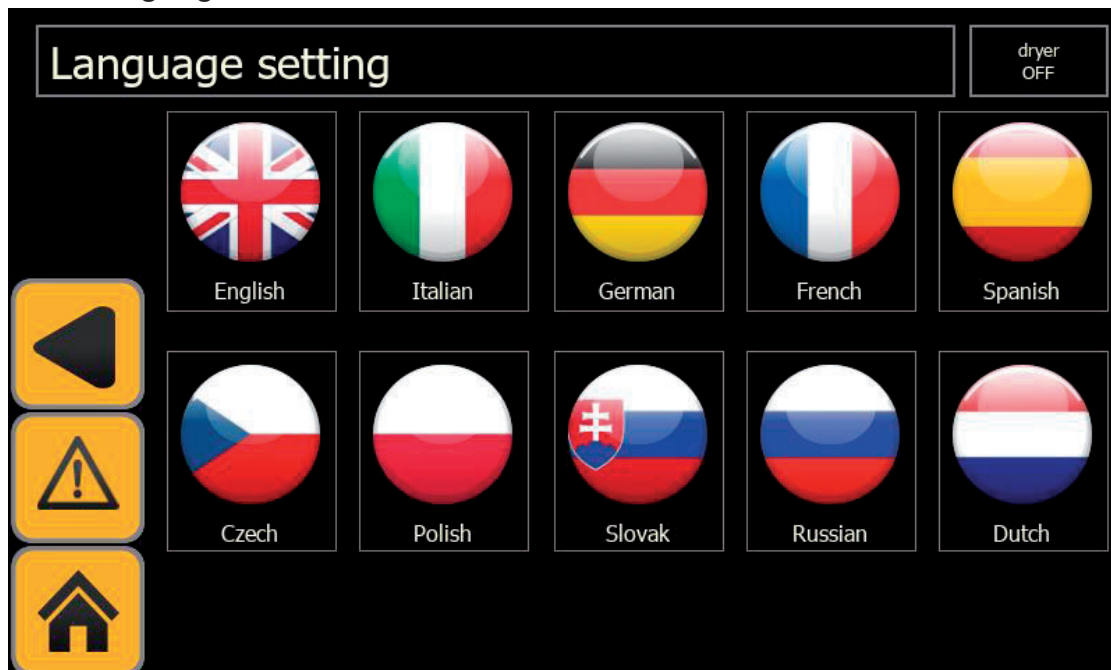 Language setting
dryer
OFF
English
Italian
German
French
Spanish
Czech
Polish
Slovak
Russian
Dutch